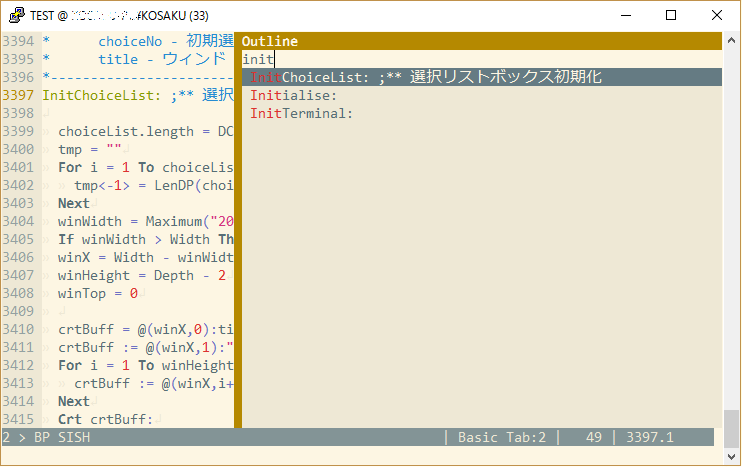 TEST @ #KOSAKU (33)
3394 * choiceNo - 初期選
3395 * title - ウィンド
3396 *-----------------------
3397 InitChoiceList: ;** 選択
3398
3399 choiceList.length = DC
3400 tmp = ""
3401 For i = 1 To choiceLis
3402 tmp<-1> = LenDP(choi
3403 Next
3404 winWidth = Maximum("20
3405 If winWidth > Width Th
3406 winX = Width - winWidt
3407 winHeight = Depth - 2
3408 winTop = 0
3409
3410 crtBuff = @(winX,0):ti
3411 crtBuff := @(winX,1):"
3412 For i = 1 To winHeight
3413 crtBuff := @(winX,i+
3414 Next
3415 Crt crtBuff:
Outline
init
InitChoiceList: ;** 選択リストボックス初期化
Initialise:
InitTerminal:
2 > BP SISH | Basic Tab:2 | 49 | 3397.1